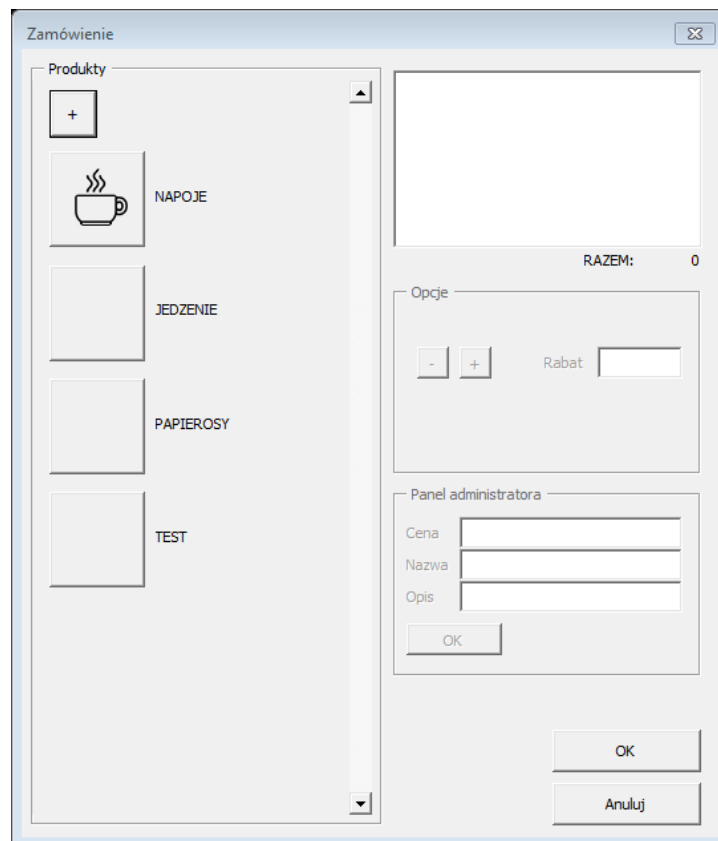 Zamówienie
Produkty
+
NAPOJE
JEDZENIE
PAPIEROSY
TEST
RAZEM: 0
Opcje
- + Rabat
Panel administratora
Cena
Nazwa
Opis
OK
OK
Anuluj